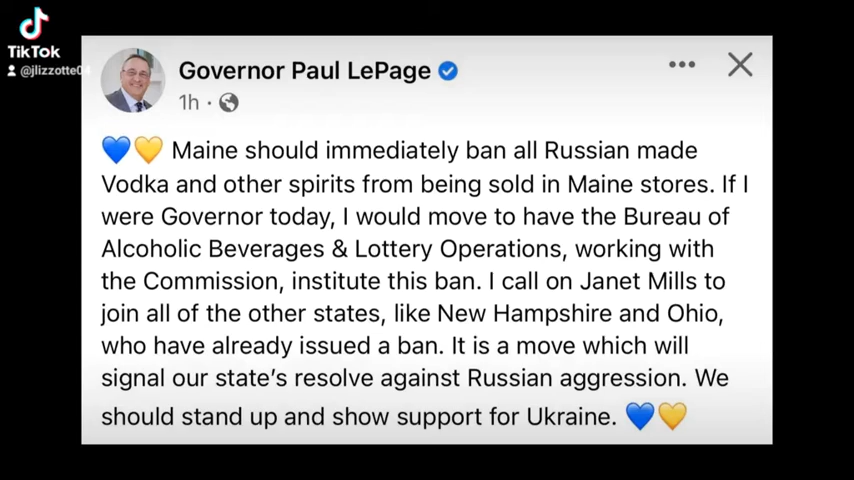 TikTok
@jlizzotte04
Governor Paul LePage
1h ·
💙💛 Maine should immediately ban all Russian made
Vodka and other spirits from being sold in Maine stores. If I
were Governor today, I would move to have the Bureau of
Alcoholic Beverages & Lottery Operations, working with
the Commission, institute this ban. I call on Janet Mills to
join all of the other states, like New Hampshire and Ohio,
who have already issued a ban. It is a move which will
signal our state's resolve against Russian aggression. We
should stand up and show support for Ukraine. 💙💛